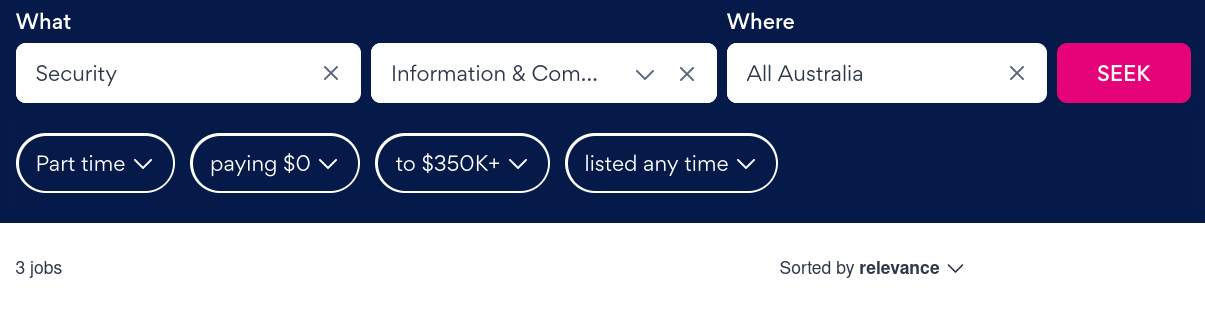 What
Where
Security
Information & Com...
All Australia
SEEK
Part time
paying $0
to $350K+
listed any time
3 jobs
Sorted by relevance